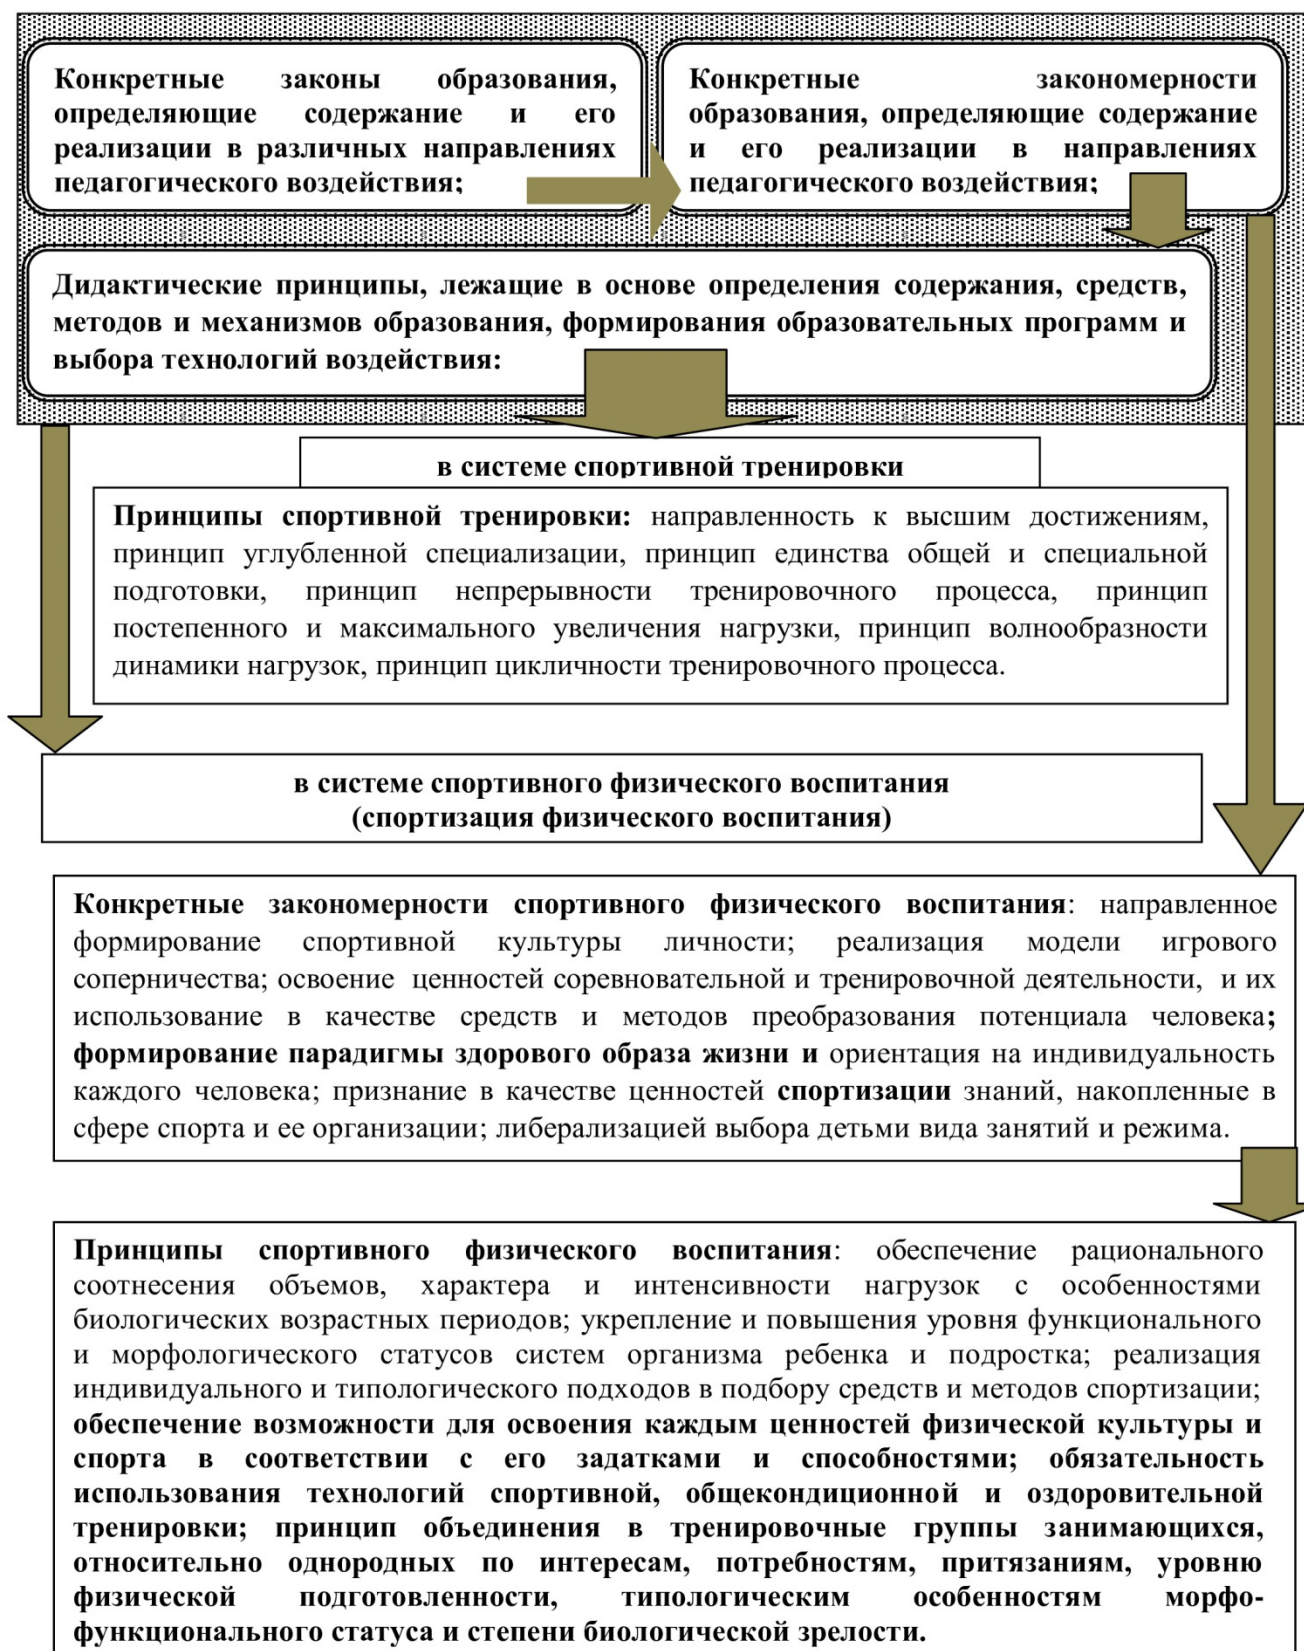 Конкретные законы образования,
определяющие содержание и его
реализации в различных направлениях
педагогического воздействия;
Конкретные закономерности
образования, определяющие содержание
и его реализации в направлениях
педагогического воздействия;
Дидактические принципы, лежащие в основе определения содержания, средств,
методов и механизмов образования, формирования образовательных программ и
выбора технологий воздействия:
в системе спортивной тренировки
Принципы спортивной тренировки: направленность к высшим достижениям,
принцип углубленной специализации, принцип единства общей и специальной
подготовки, принцип непрерывности тренировочного процесса, принцип
постепенного и максимального увеличения нагрузки, принцип волнообразности
динамики нагрузок, принцип цикличности тренировочного процесса.
в системе спортивного физического воспитания
(спортизация физического воспитания)
Конкретные закономерности спортивного физического воспитания: направленное
формирование спортивной культуры личности; реализация модели игрового
соперничества; освоение ценностей соревновательной и тренировочной деятельности, и их
использование в качестве средств и методов преобразования потенциала человека;
формирование парадигмы здорового образа жизни и ориентация на индивидуальность
каждого человека; признание в качестве ценностей спортизации знаний, накопленные в
сфере спорта и ее организации; либерализацией выбора детьми вида занятий и режима.
Принципы спортивного физического воспитания: обеспечение рационального
соотнесения объемов, характера и интенсивности нагрузок с особенностями
биологических возрастных периодов; укрепление и повышения уровня функционального
и морфологического статусов систем организма ребенка и подростка; реализация
индивидуального и типологического подходов в подбору средств и методов спортизации;
обеспечение возможности для освоения каждым ценностей физической культуры и
спорта в соответствии с его задатками и способностями; обязательность
использования технологий спортивной, общекондиционной и оздоровительной
тренировки; принцип объединения в тренировочные группы занимающихся,
относительно однородных по интересам, потребностям, притязаниям, уровню
физической подготовленности, типологическим особенностям морфо-
функционального статуса и степени биологической зрелости.